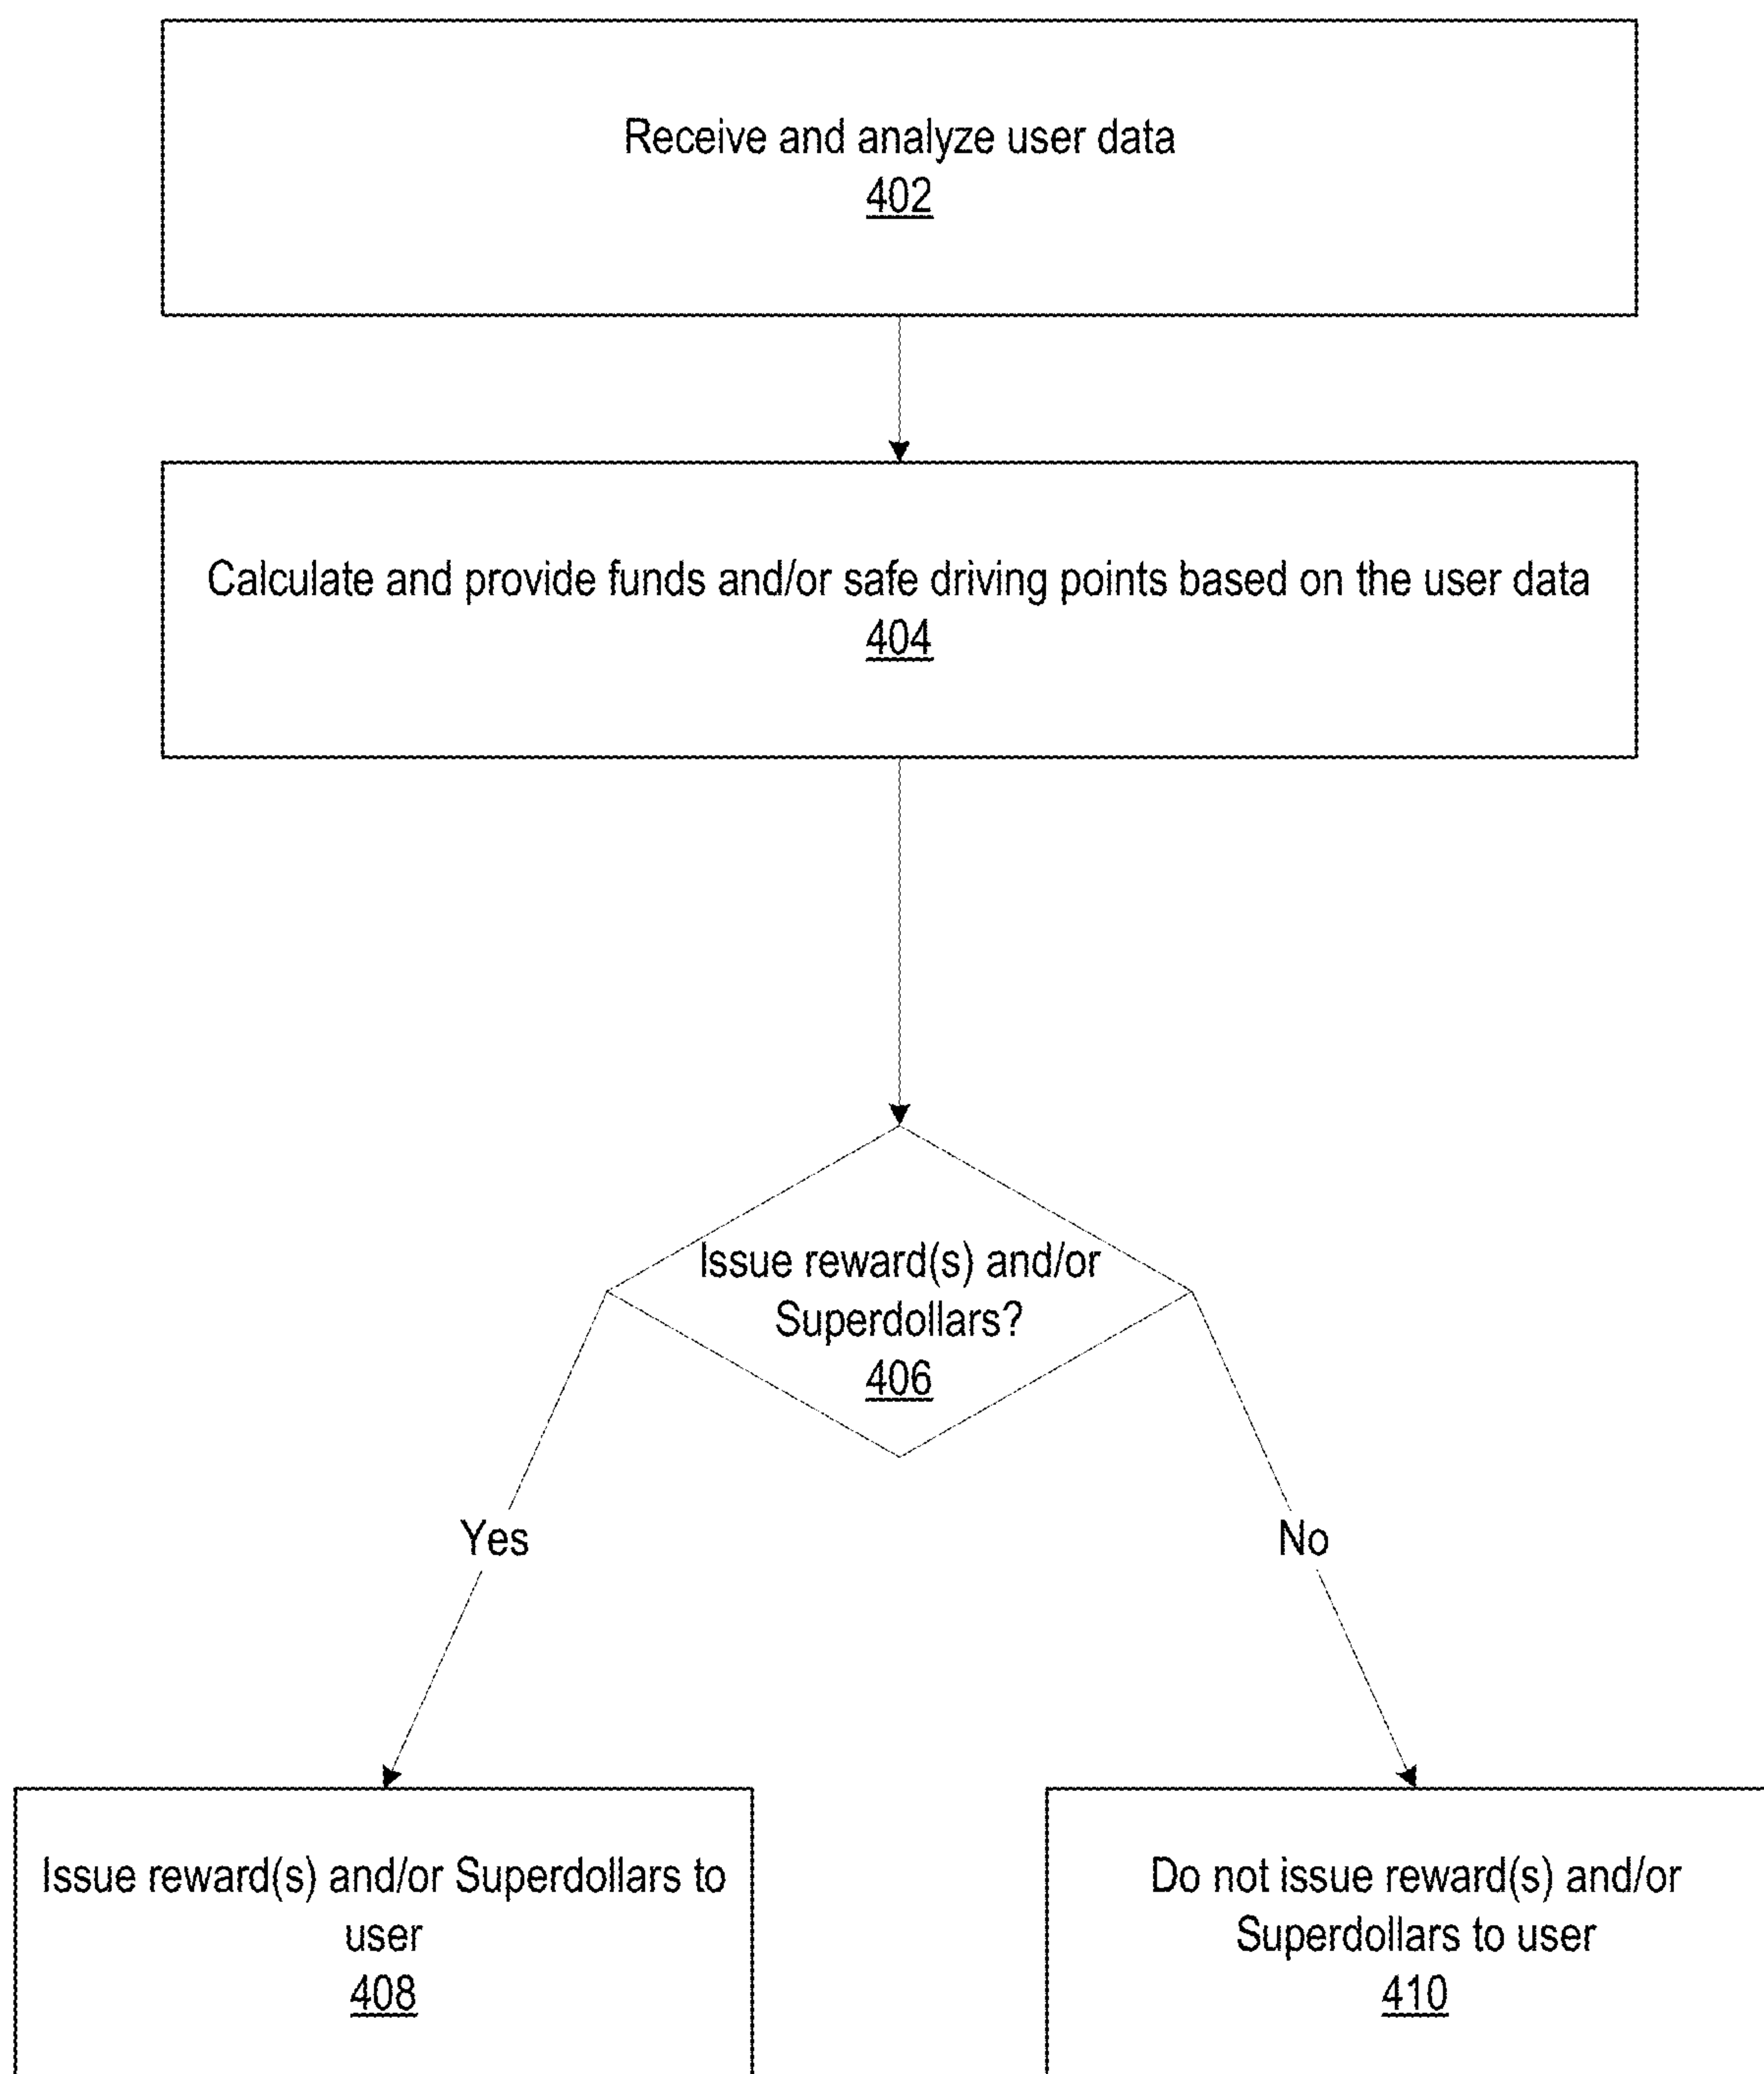 Receive and analyze user data
402
Calculate and provide funds and/or safe driving points based on the user data
404
Issue reward(s) and/or
Superdollars?
406
Yes
No
Issue reward(s) and/or Superdollars to
user
408
Do not issue reward(s) and/or
Superdollars to user
410